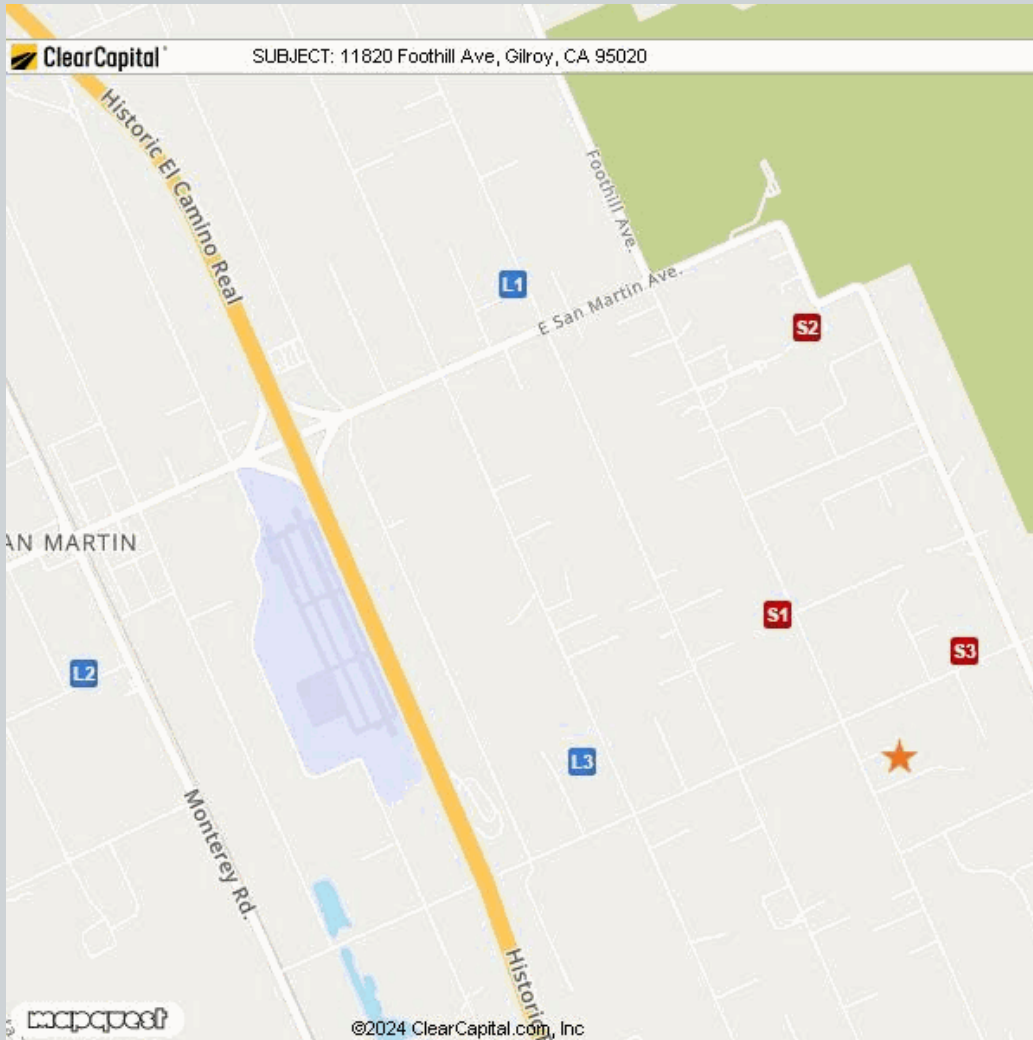 ClearCapital
SUBJECT: 11820 Foothill Ave, Gilroy, CA 95020
Historic El Camino Real
Foothill Ave.
L1
E San Martin Ave.
S2
AN MARTIN
S1
S3
L2
L3
Monterey Rd.
Historic
mapquest
©2024 ClearCapital.com, Inc